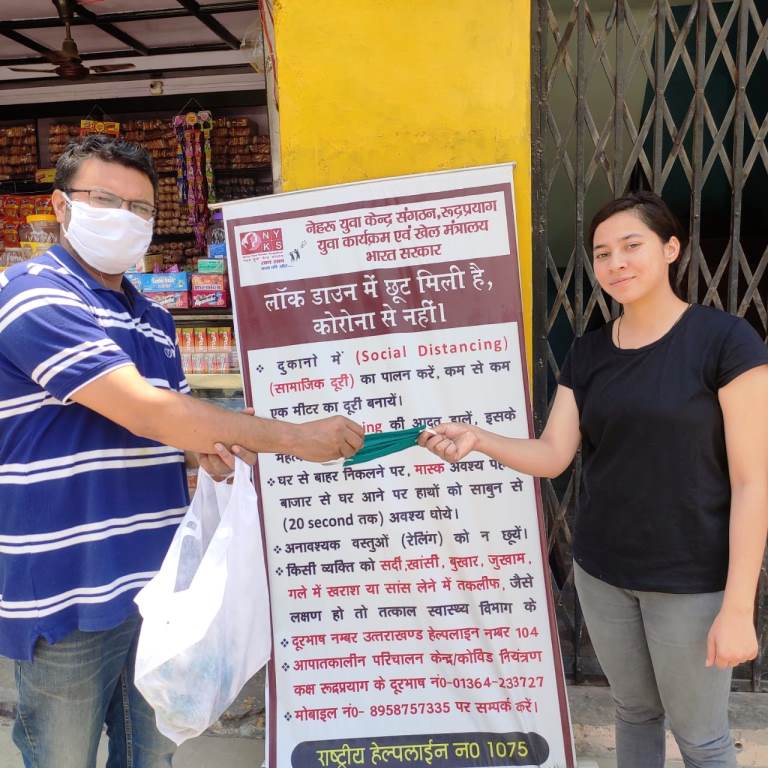 नेहरू युवा केन्द्र संगठन,रूद्रप्रयाग
युवा कार्यक्रम एवं खेल मंत्रालय
भारत सरकार
NY
KS
लॉक डाउन में छूट मिली है,
कोरोना से नहीं।
दुकानो में (Social Distancing)
(सामाजिक दूरी) का पालन करें, कम से कम
एक मीटर का दूरी बनायें।
की आदत डालें, इसके
घर से बाहर निकलने पर, मास्क अवश्य
बाजार से घर आने पर हाथों को साबुन से
(20 second तक) अवश्य धोये।
अनावश्यक वस्तुओं (रेलिंग) को न छूयें।
किसी व्यक्ति को सर्दी,खांसी, बुखार, जुखाम,
गले में खराश या सांस लेने में तकलीफ, जैसे
लक्षण हो तो तत्काल स्वास्थ्य विभाग के
दूरभाष नम्बर उत्तराखण्ड हेल्पलाइन नम्बर 104
आपातकालीन परिचालन केन्द्र/कोविड नियंत्रण
कक्ष रूद्रप्रयाग के दूरभाष नं0-01364-233727
मोबाइल नं0- 8958757335 पर सम्पर्क करें।
राष्ट्रीय हेल्पलाईन न0 1075